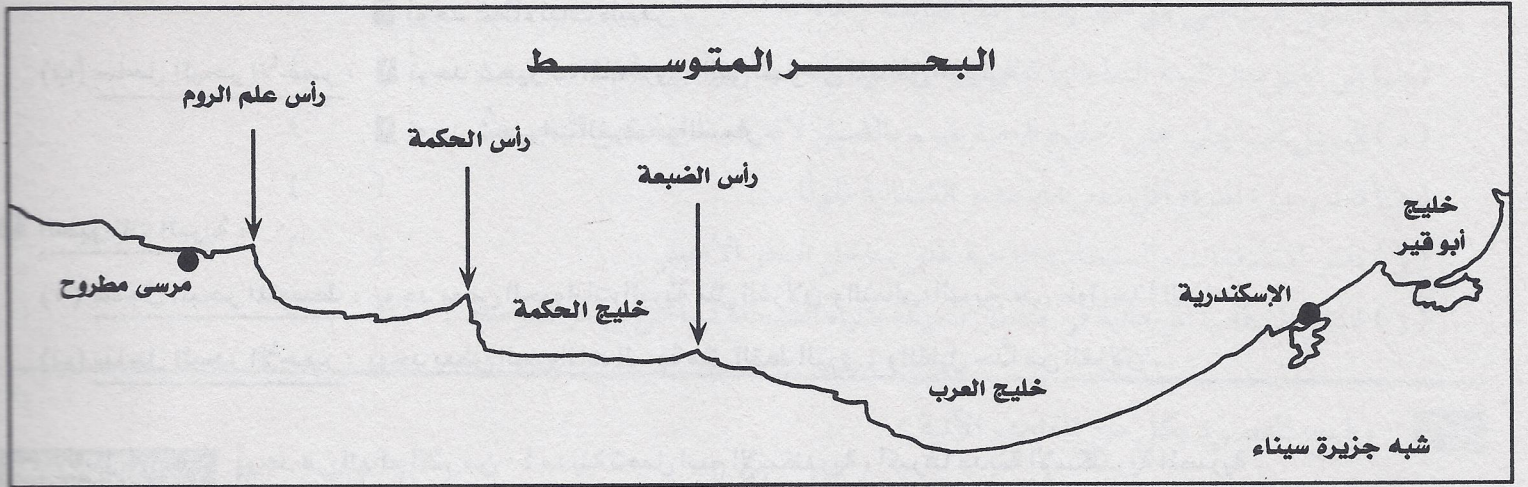 البحر المتوسط
رأس علم الروم
رأس الحكمة
رأس الضبعة
خليج
أبو قير
الإسكندرية
مرسى مطروح
خليج الحكمة
خليج العرب
شبه جزيرة سيناء